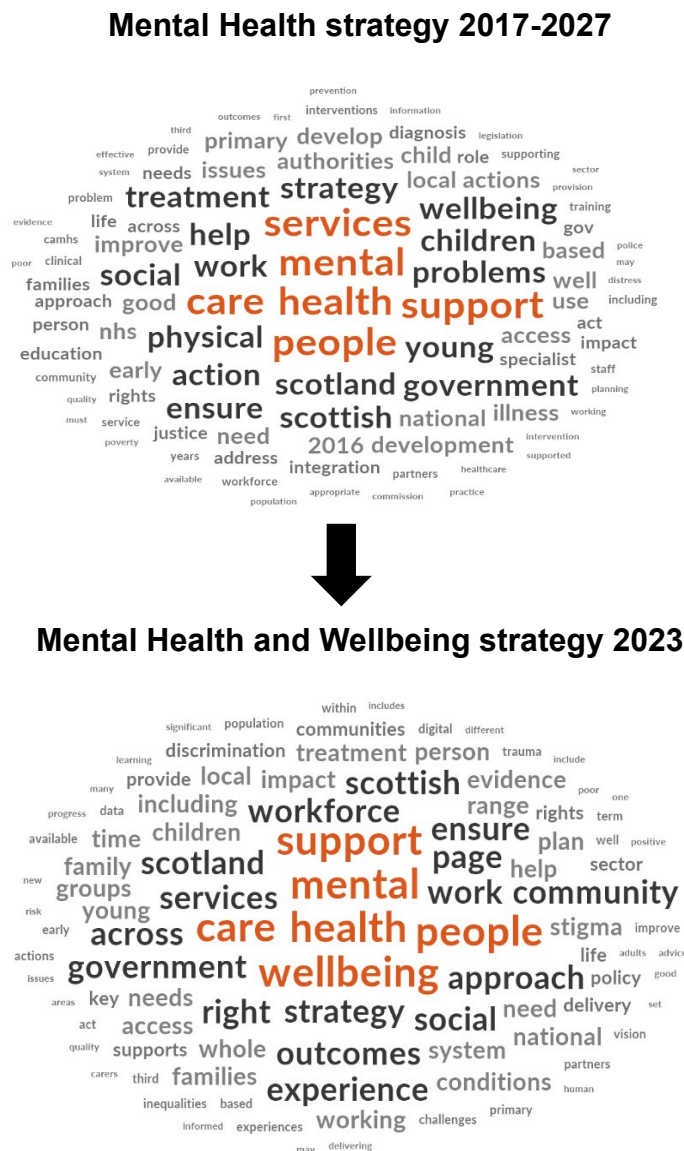 Mental Health strategy 2017-2027
prevention
outcomes first interventions information
third primary develop diagnosis legislation
effective provide authorities child role supporting
system needs issues local actions sector
problem treatment strategy wellbeing provision
training
evidence life across help services children gov
camhs improve based police
poor clinical social work mental problems well may
families distress
approach good care health support use including
person nhs physical people young access act
education specialist impact
community early action scotland government staff
quality rights planning
must service ensure scottish national illness working
poverty justice need 2016 development intervention
years address integration supported
available workforce partners healthcare
population appropriate commission practice
Mental Health and Wellbeing strategy 2023
within includes
significant population communities digital different
discrimination treatment person trauma
learning include
many provide local impact scottish evidence poor
one
progress data including workforce range rights term
available time children support ensure plan well positive
family scotland page help sector
new groups services mental work community
risk young
early across care health people stigma improve
actions life adults advice
issues government wellbeing approach policy good
areas key needs right strategy social need delivery set
act access national vision
quality supports whole outcomes system
partners
carers third families experience conditions human
inequalities based working challenges primary
informed experiences
may delivering